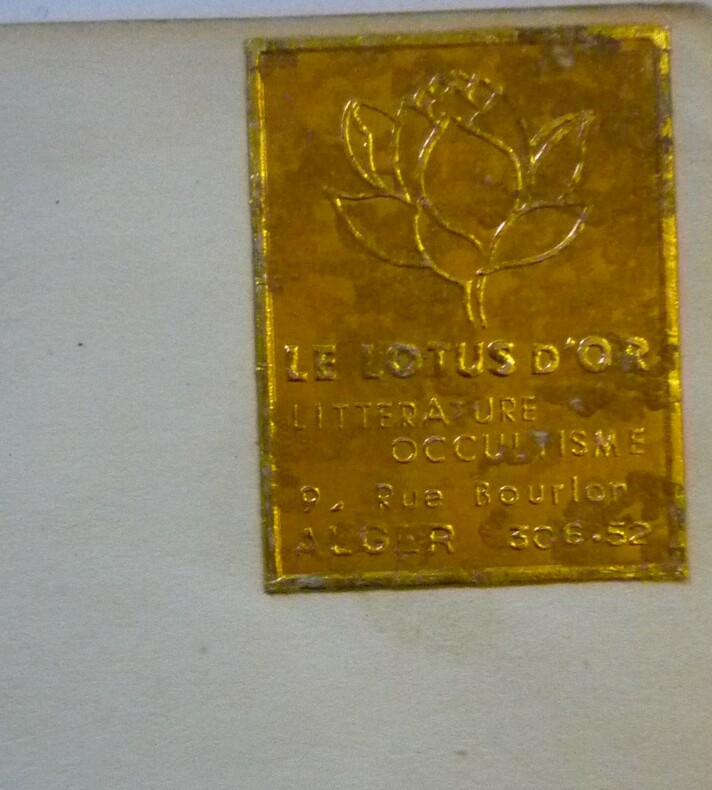 LE LOTUS D'OR
LITTERATURE
OCCULTISME
9, Rue Bourlon
ALGER 306.52